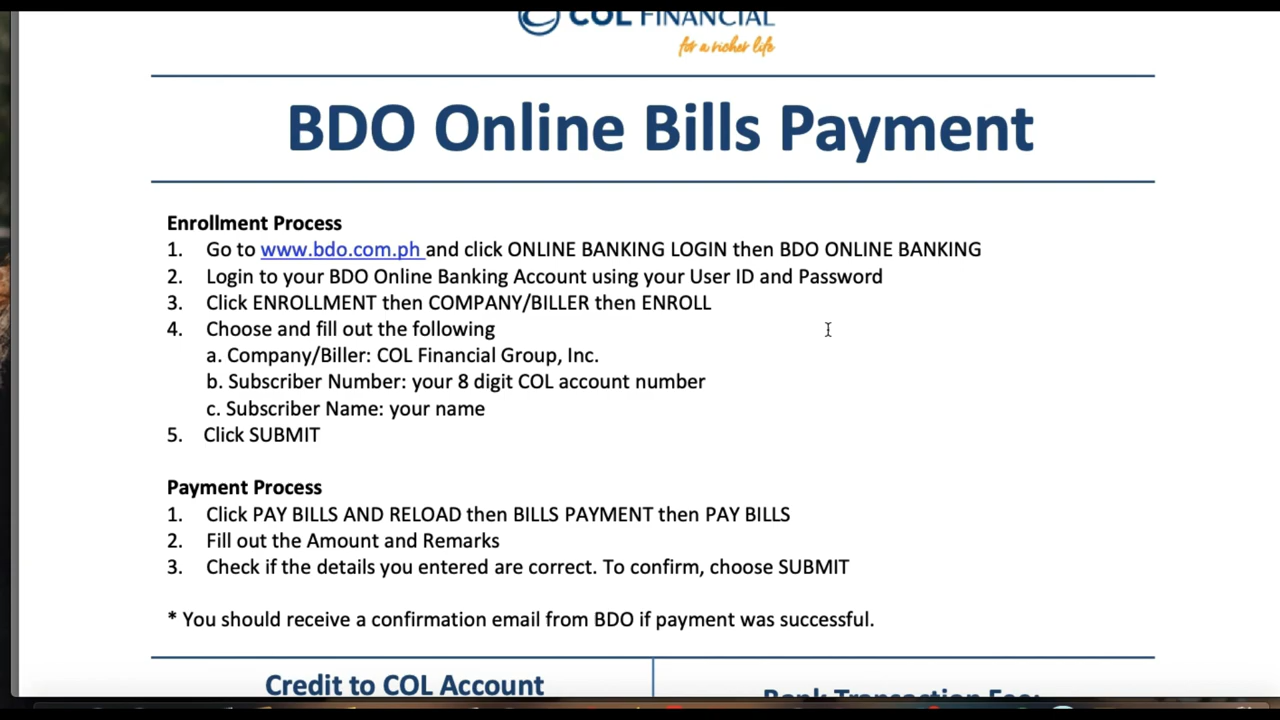 COL FINANCIAL
for a richer life
BDO Online Bills Payment
Enrollment Process
1. Go to www.bdo.com.ph and click ONLINE BANKING LOGIN then BDO ONLINE BANKING
2. Login to your BDO Online Banking Account using your User ID and Password
3. Click ENROLLMENT then COMPANY/BILLER then ENROLL
4. Choose and fill out the following
a. Company/Biller: COL Financial Group, Inc.
b. Subscriber Number: your 8 digit COL account number
c. Subscriber Name: your name
5. Click SUBMIT
Payment Process
1. Click PAY BILLS AND RELOAD then BILLS PAYMENT then PAY BILLS
2. Fill out the Amount and Remarks
3. Check if the details you entered are correct. To confirm, choose SUBMIT
* You should receive a confirmation email from BDO if payment was successful.
Credit to COL Account
Bank Transaction Fee: